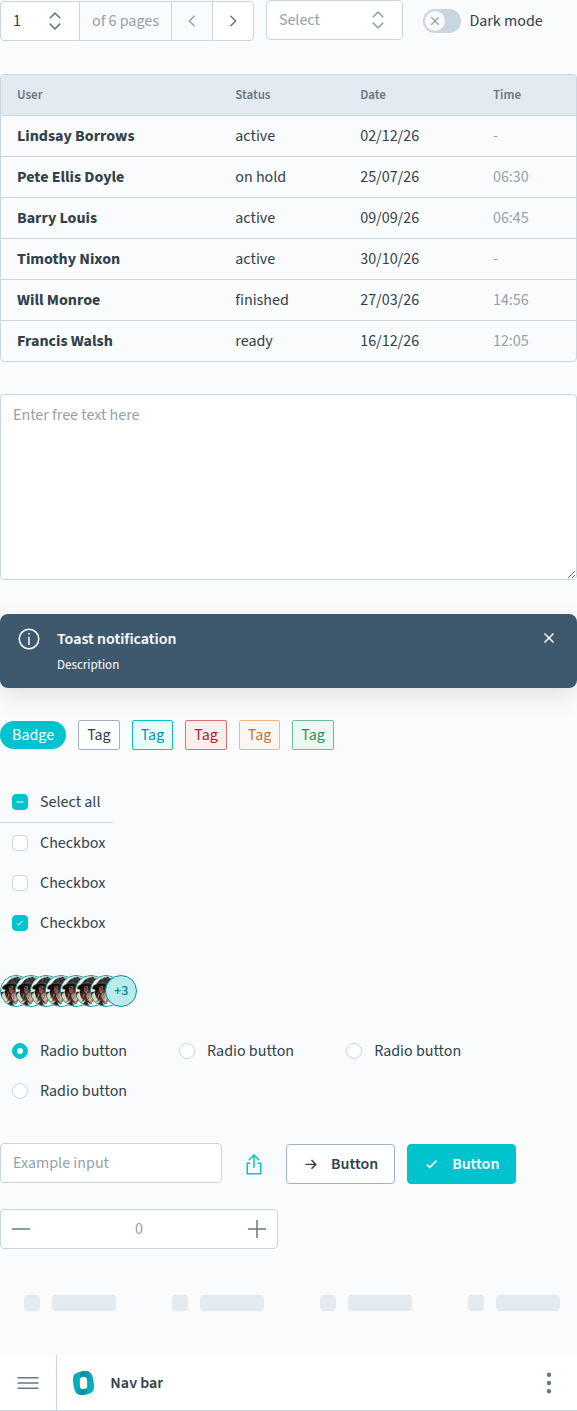 1 of 6 pages Select Dark mode
User Status Date Time
Lindsay Borrows active 02/12/26 -
Pete Ellis Doyle on hold 25/07/26 06:30
Barry Louis active 09/09/26 06:45
Timothy Nixon active 30/10/26 -
Will Monroe finished 27/03/26 14:56
Francis Walsh ready 16/12/26 12:05
Enter free text here
Toast notification
Description
Badge Tag Tag Tag Tag Tag
Select all
Checkbox
Checkbox
Checkbox
+3
Radio button Radio button Radio button
Radio button
Example input Button Button
0
Nav bar